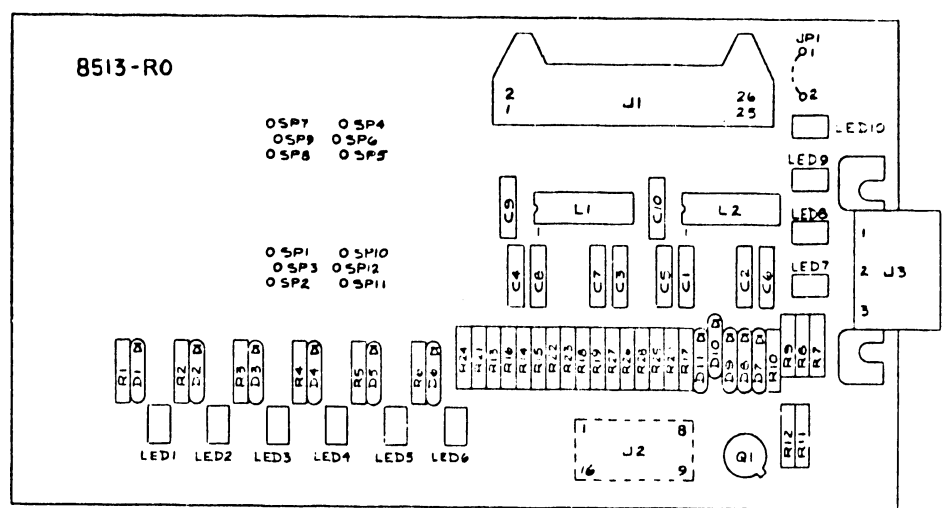 8513-R0
JP1
1
2
2
1
J1
26
25
LED10
SP7 SP4
SP9 SP6
SP8 SP5
LED9
C9
L1
C10
L2
LED8
1
2
3
J3
SP1 SP10
SP3 SP12
SP2 SP11
C4
C8
C7
C3
C5
C1
C2
C6
LED7
R1
D1
R2
D2
R3
D3
R4
D4
R5
D5
R6
D6
R24
R21
R13
R16
R14
R15
R22
R23
R18
R19
R27
R26
R28
R25
R17
D11
D10
D9
D8
D7
R10
R9
R8
R7
LED1 LED2 LED3 LED4 LED5 LED6
1
8
J2
16
9
Q1
R12
R11